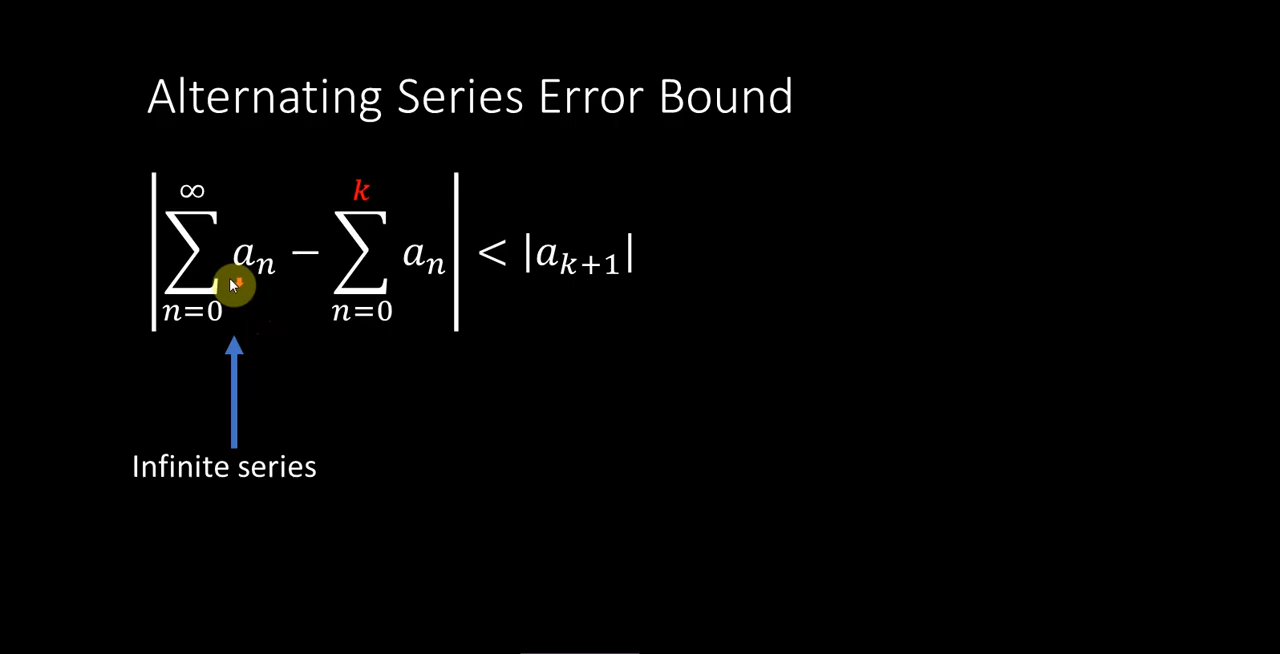 Alternating Series Error Bound
|∑_{n=0}^{∞} a_n − ∑_{n=0}^{k} a_n| < |a_{k+1}|
Infinite series